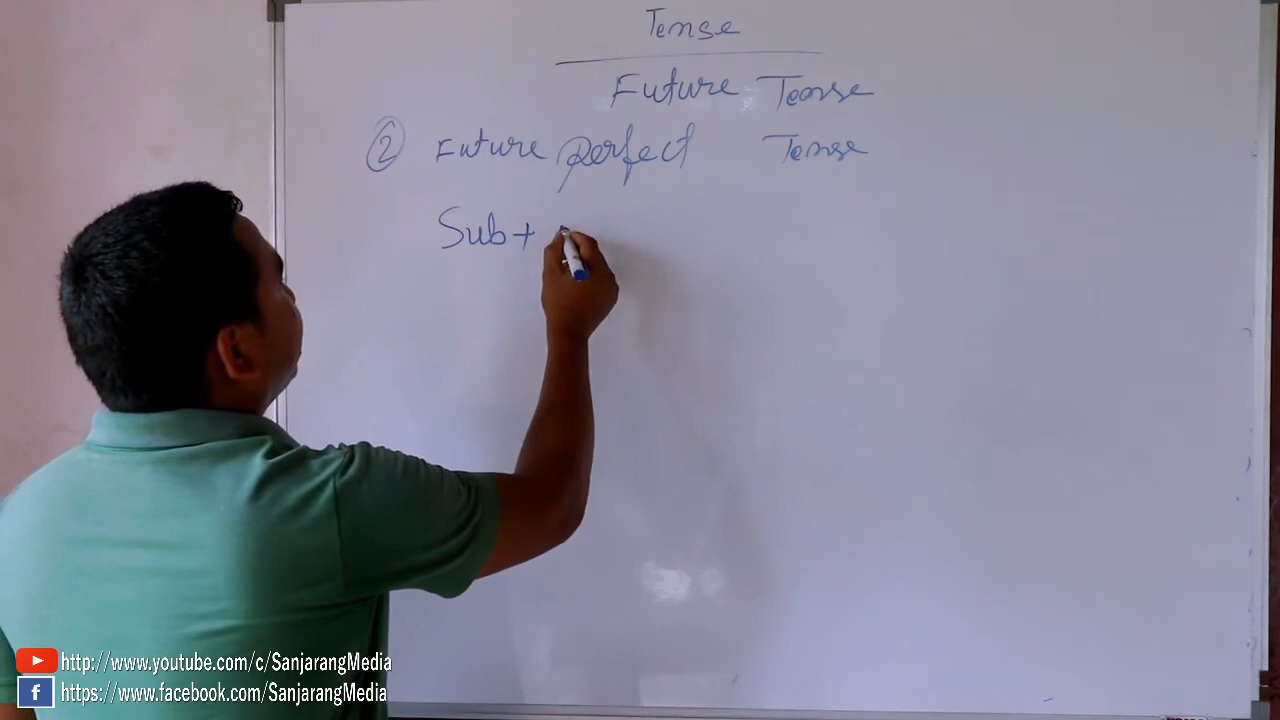 Tense
Future Tense
② Future perfect Tense
Sub +
http://www.youtube.com/c/SanjarangMedia
https://www.facebook.com/SanjarangMedia